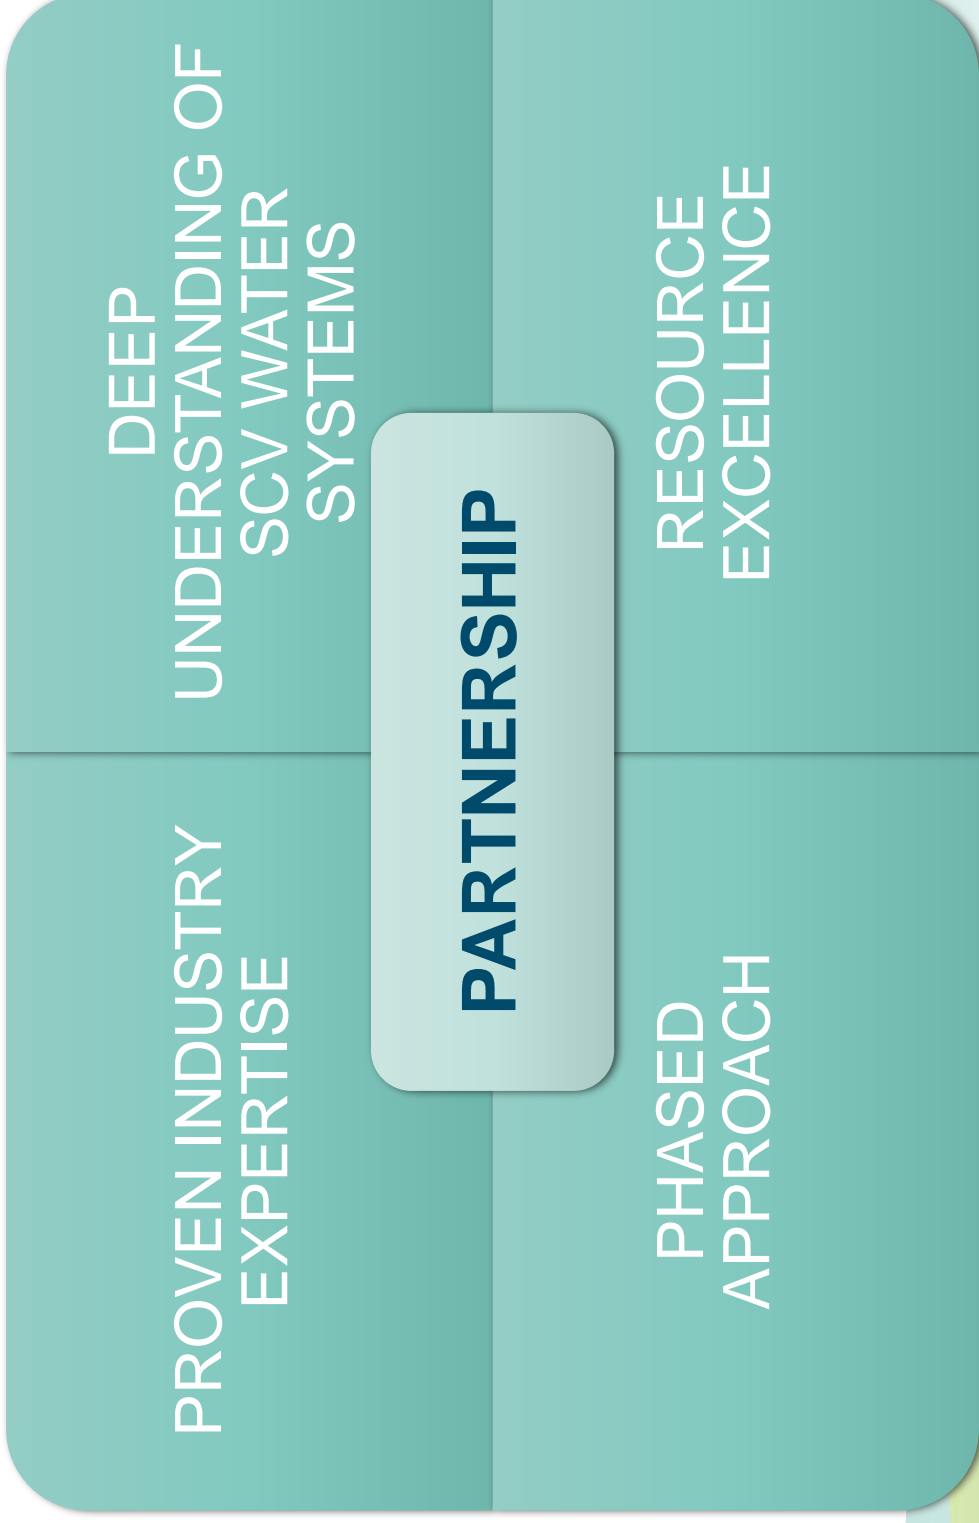 PROVEN INDUSTRY
EXPERTISE
DEEP
UNDERSTANDING OF
SCV WATER
SYSTEMS
PARTNERSHIP
PHASED
APPROACH
RESOURCE
EXCELLENCE